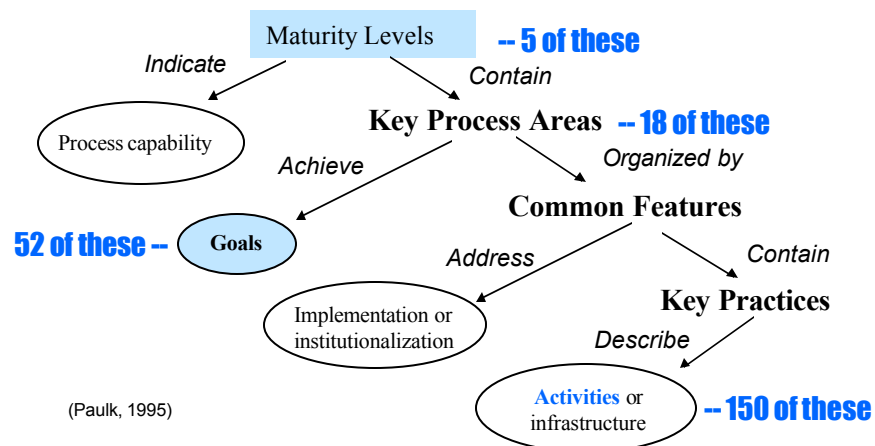 Maturity Levels -- 5 of these
Indicate
Contain
Process capability
Key Process Areas -- 18 of these
Achieve
Organized by
Common Features
52 of these --
Goals
Address
Contain
Implementation or
institutionalization
Key Practices
Describe
Activities or
infrastructure
-- 150 of these
(Paulk, 1995)